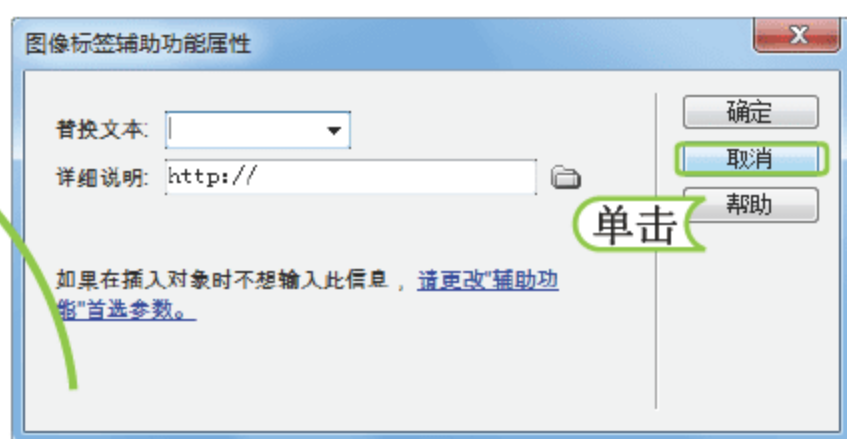 图像标签辅助功能属性
X
替换文本:
确定
取消
详细说明: http://
帮助
单击
如果在插入对象时不想输入此信息，请更改"辅助功
能"首选参数。